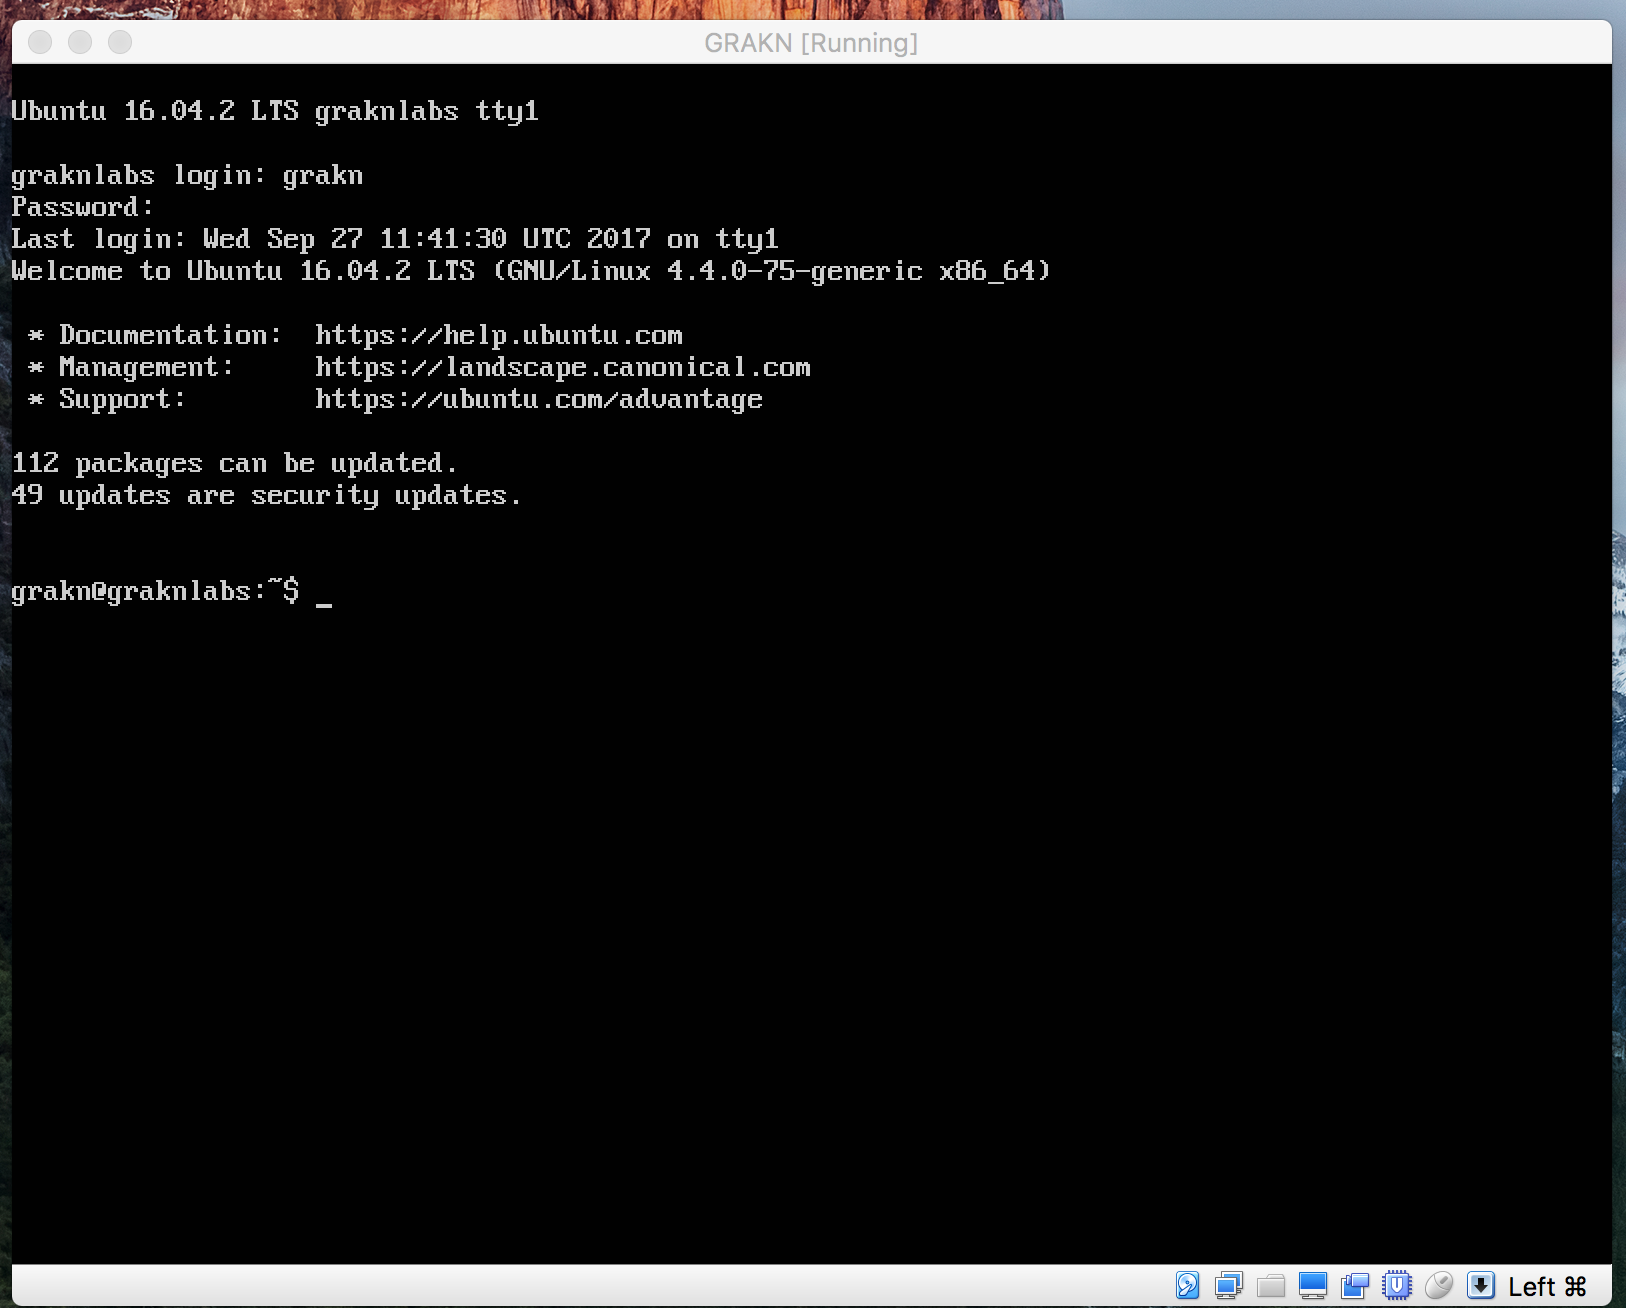 GRAKN [Running]
Ubuntu 16.04.2 LTS graknlabs tty1
graknlabs login: grakn
Password:
Last login: Wed Sep 27 11:41:30 UTC 2017 on tty1
Welcome to Ubuntu 16.04.2 LTS (GNU/Linux 4.4.0-75-generic x86_64)
* Documentation:  https://help.ubuntu.com
* Management:     https://landscape.canonical.com
* Support:        https://ubuntu.com/advantage
112 packages can be updated.
49 updates are security updates.
grakn@graknlabs:~$ _
Left ⌘